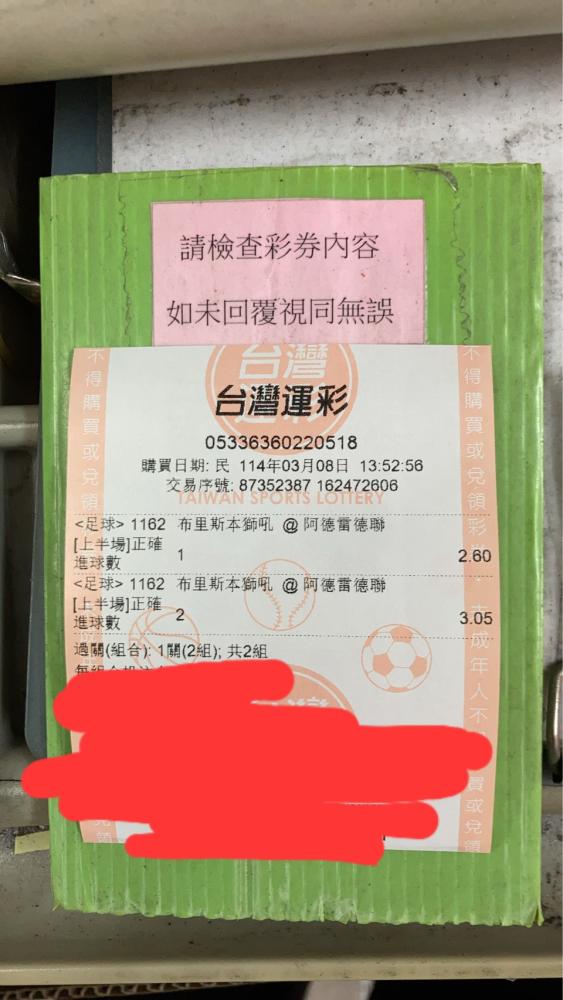 請檢查彩券內容
如未回覆視同無誤
台灣
台灣運彩
05336360220518
購買日期: 民 114年03月08日 13:52:56
交易序號: 87352387 162472606
TAIWAN SPORTS LOTTERY
<足球> 1162 布里斯本獅吼 @ 阿德雷德聯
[上半場]正確
進球數 1 2.60
<足球> 1162 布里斯本獅吼 @ 阿德雷德聯
[上半場]正確
進球數 2 3.05
過關(組合): 1關(2組); 共2組
不得購買或兌領
不得購買或兌領彩
成年人不
買或兌領